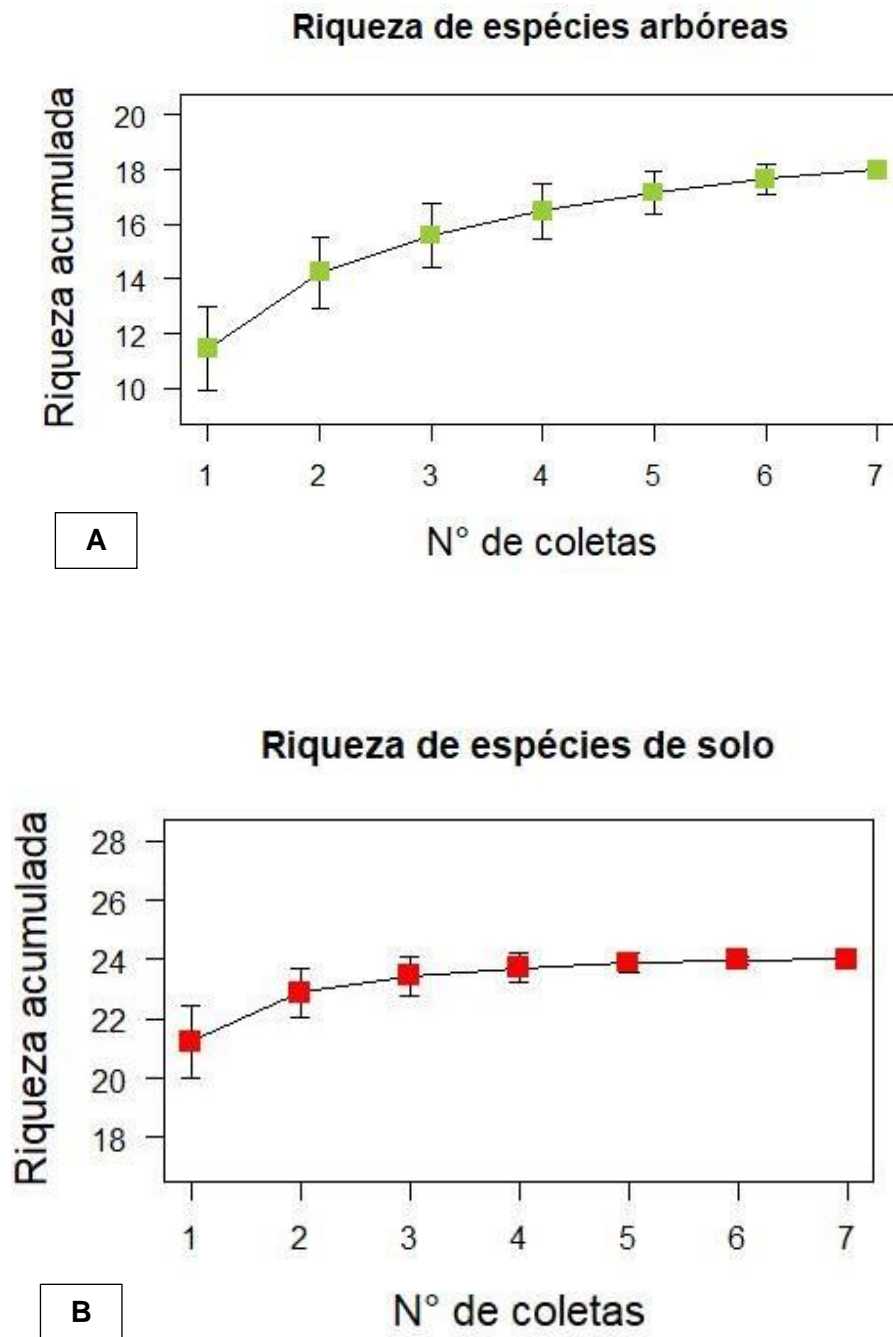 Riqueza de espécies arbóreas
Riqueza acumulada
20
18
16
14
12
10
1 2 3 4 5 6 7
N° de coletas
A
Riqueza de espécies de solo
Riqueza acumulada
28
26
24
22
20
18
1 2 3 4 5 6 7
N° de coletas
B